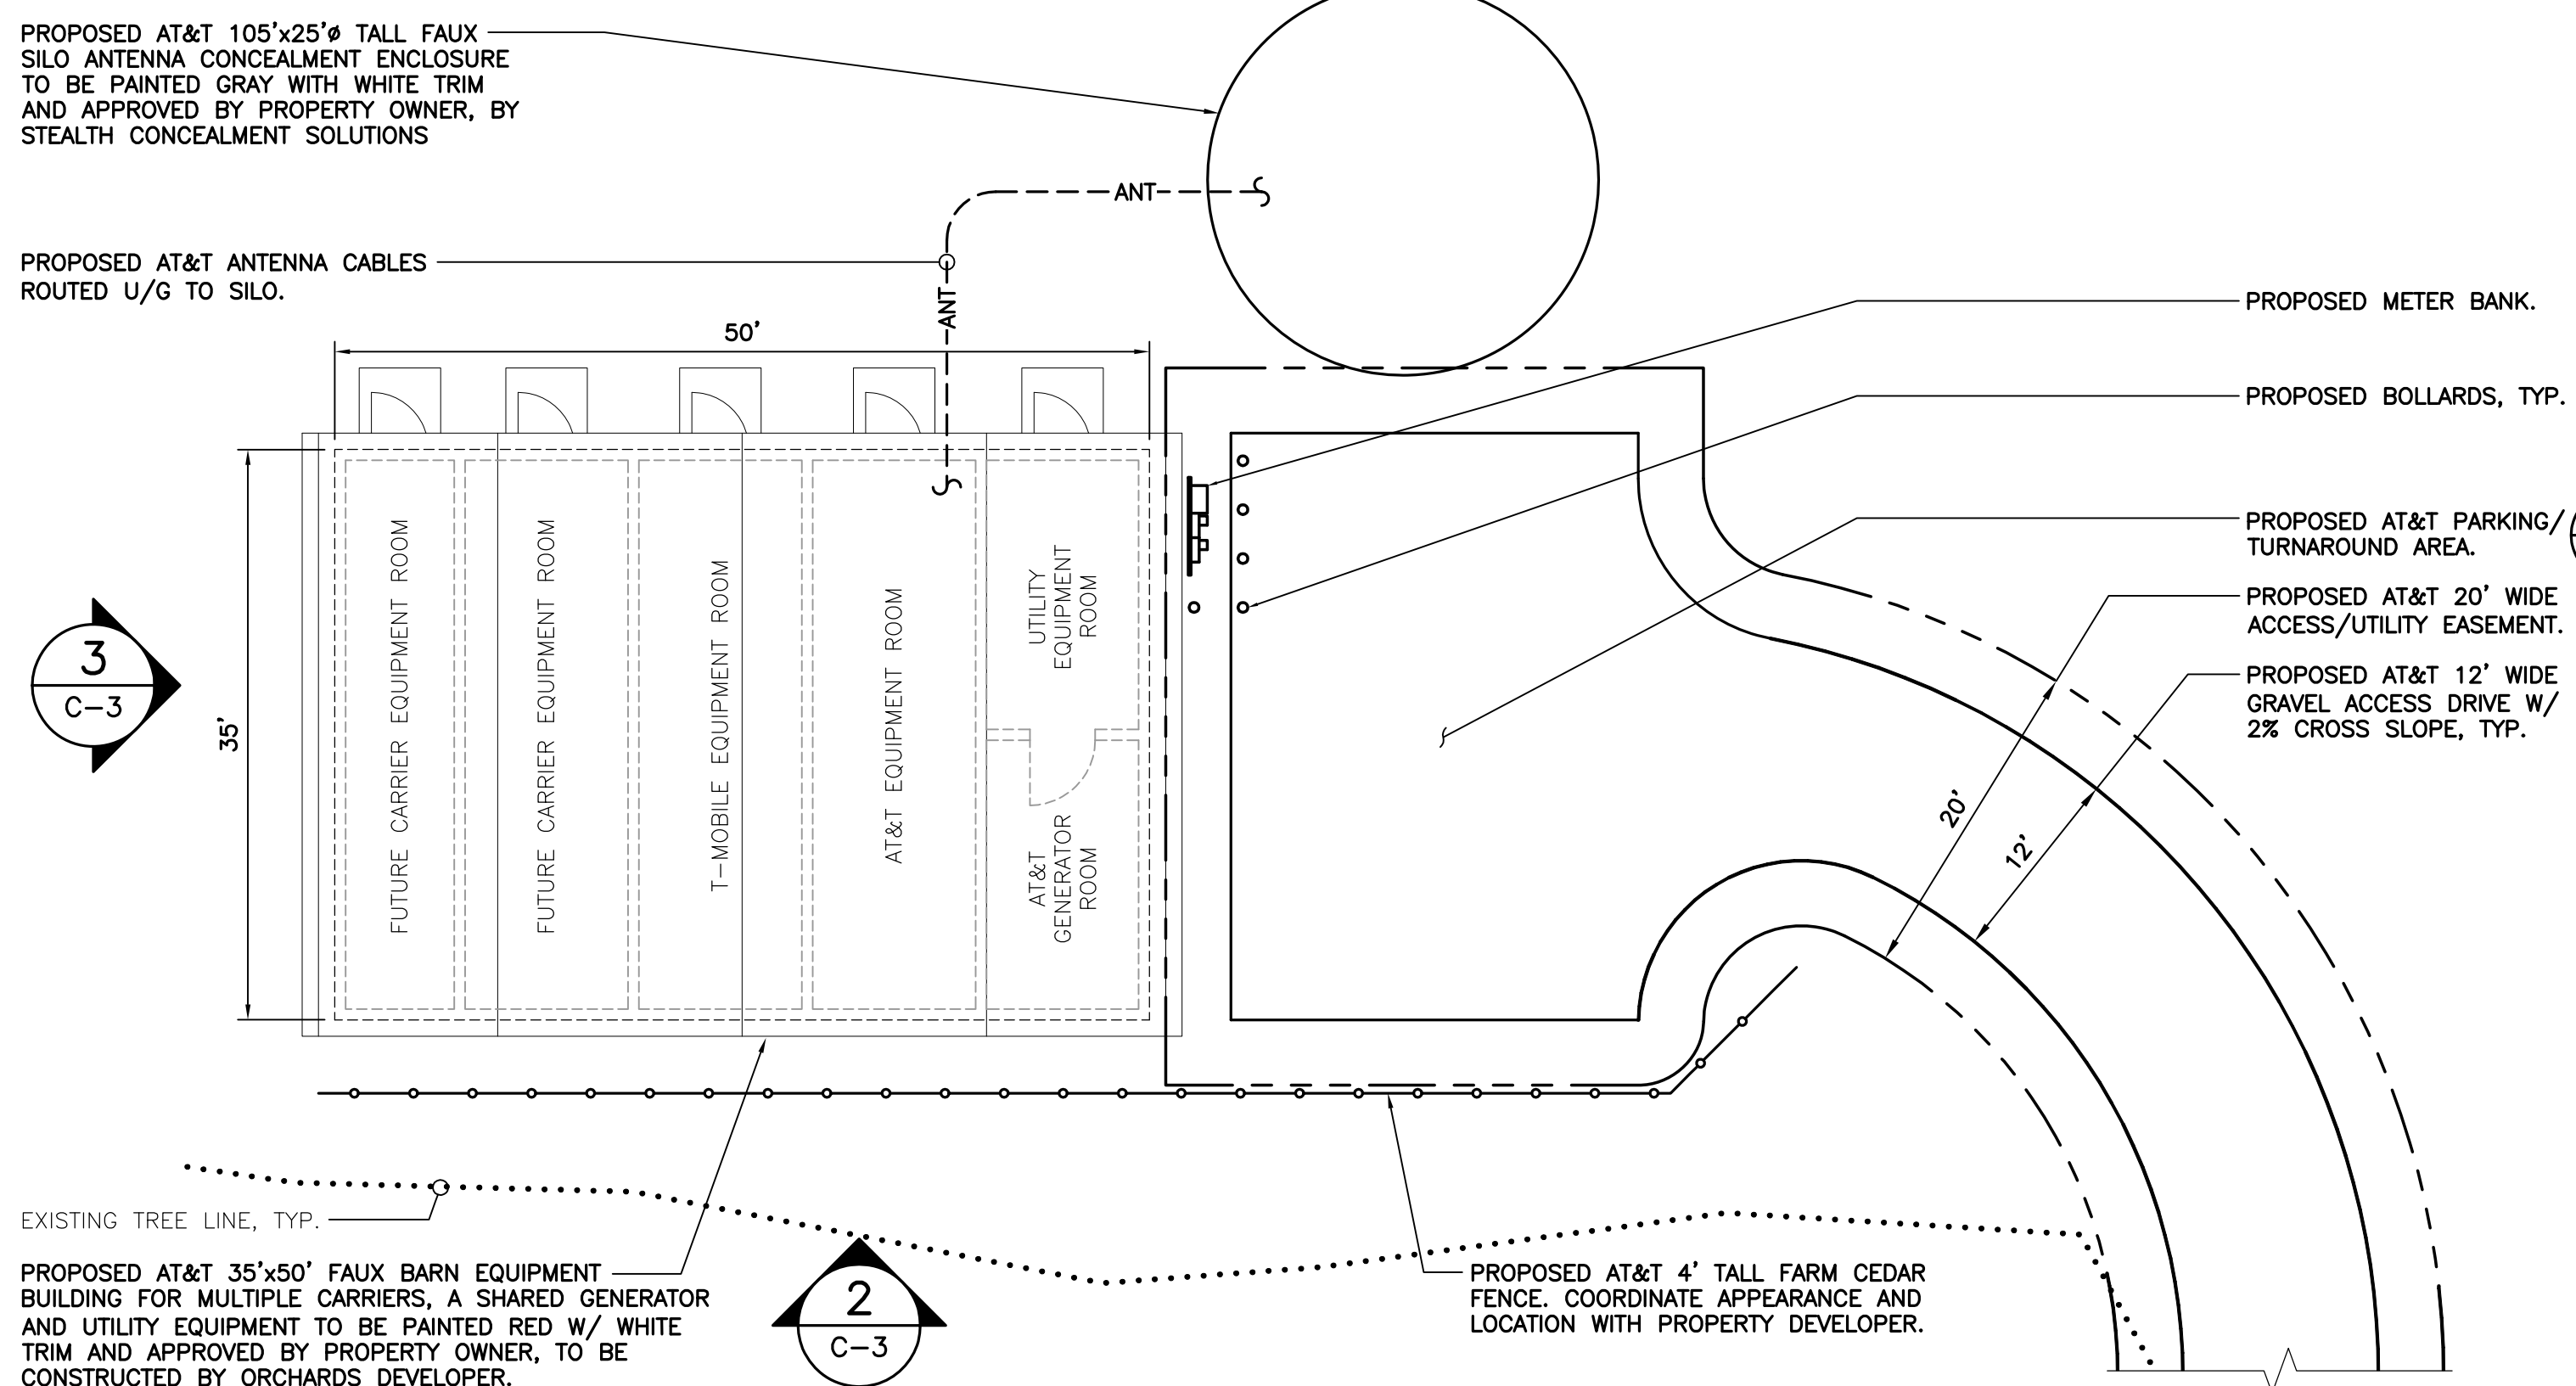 PROPOSED AT&T 105'x25'ø TALL FAUX
SILO ANTENNA CONCEALMENT ENCLOSURE
TO BE PAINTED GRAY WITH WHITE TRIM
AND APPROVED BY PROPERTY OWNER, BY
STEALTH CONCEALMENT SOLUTIONS
ANT
PROPOSED AT&T ANTENNA CABLES
ROUTED U/G TO SILO.
ANT
50'
35'
FUTURE CARRIER EQUIPMENT ROOM
FUTURE CARRIER EQUIPMENT ROOM
T-MOBILE EQUIPMENT ROOM
AT&T EQUIPMENT ROOM
UTILITY
EQUIPMENT
ROOM
AT&T
GENERATOR
ROOM
3
C-3
PROPOSED METER BANK.
PROPOSED BOLLARDS, TYP.
PROPOSED AT&T PARKING/
TURNAROUND AREA.
PROPOSED AT&T 20' WIDE
ACCESS/UTILITY EASEMENT.
PROPOSED AT&T 12' WIDE
GRAVEL ACCESS DRIVE W/
2% CROSS SLOPE, TYP.
20'
12'
EXISTING TREE LINE, TYP.
PROPOSED AT&T 35'x50' FAUX BARN EQUIPMENT
BUILDING FOR MULTIPLE CARRIERS, A SHARED GENERATOR
AND UTILITY EQUIPMENT TO BE PAINTED RED W/ WHITE
TRIM AND APPROVED BY PROPERTY OWNER, TO BE
CONSTRUCTED BY ORCHARDS DEVELOPER.
2
C-3
PROPOSED AT&T 4' TALL FARM CEDAR
FENCE. COORDINATE APPEARANCE AND
LOCATION WITH PROPERTY DEVELOPER.